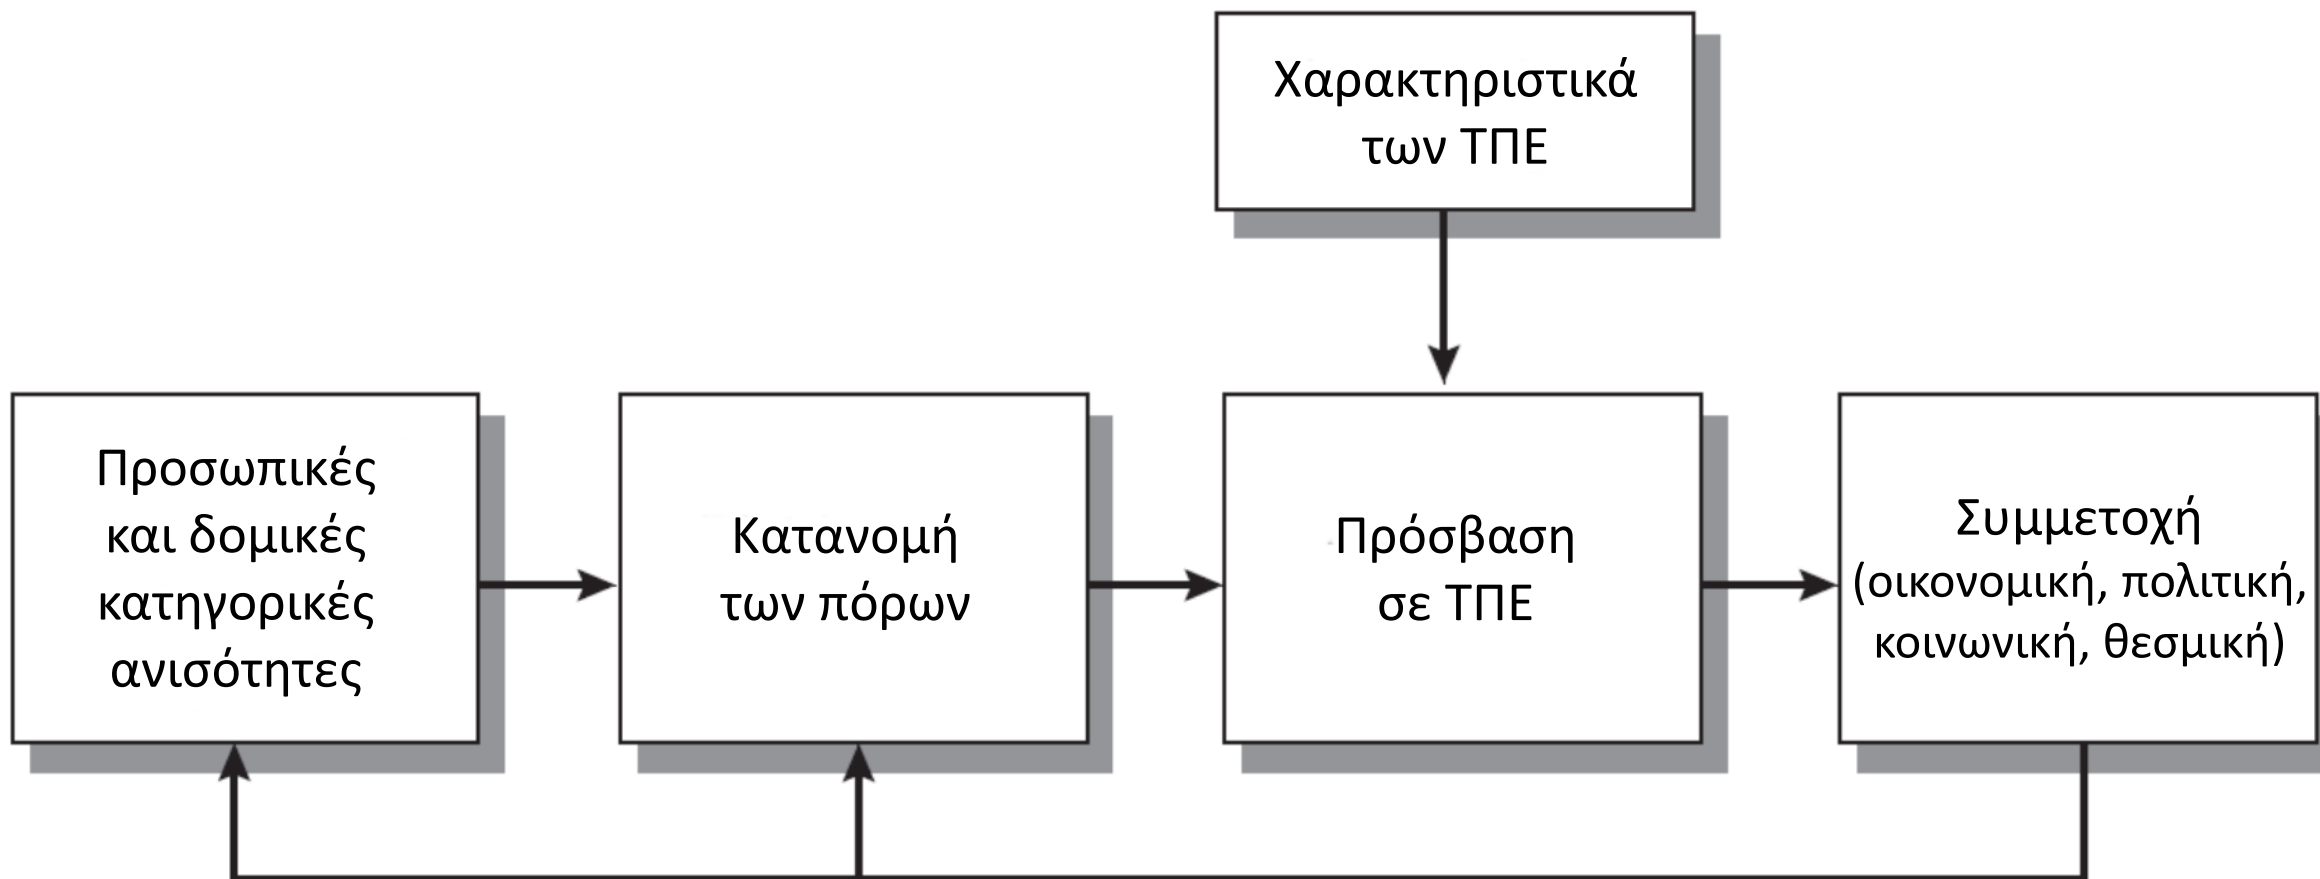 Χαρακτηριστικά
των ΤΠΕ
Προσωπικές
και δομικές
κατηγορικές
ανισότητες
Κατανομή
των πόρων
Πρόσβαση
σε ΤΠΕ
Συμμετοχή
(οικονομική, πολιτική,
κοινωνική, θεσμική)